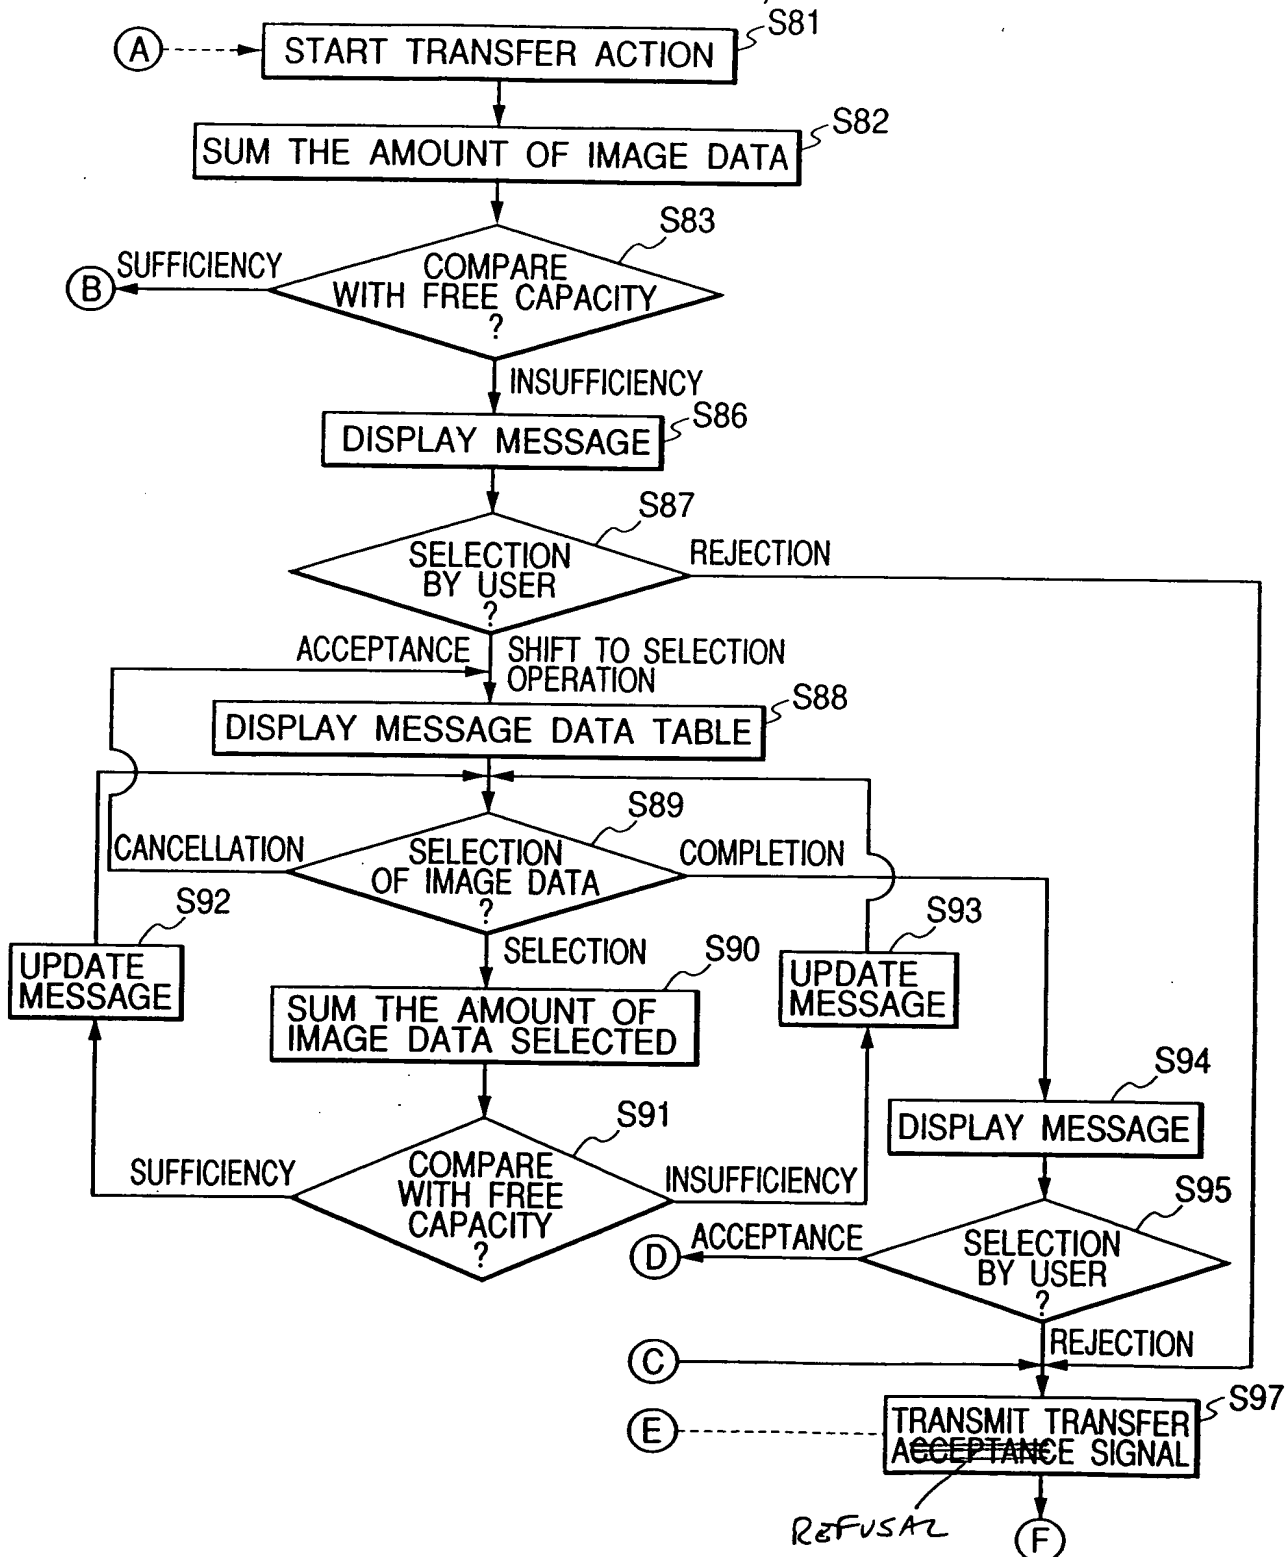 S81
A
START TRANSFER ACTION
S82
SUM THE AMOUNT OF IMAGE DATA
S83
SUFFICIENCY
B
COMPARE
WITH FREE CAPACITY
?
INSUFFICIENCY
S86
DISPLAY MESSAGE
S87
SELECTION
BY USER
?
REJECTION
ACCEPTANCE
SHIFT TO SELECTION
OPERATION
S88
DISPLAY MESSAGE DATA TABLE
S89
CANCELLATION
SELECTION
OF IMAGE DATA
?
COMPLETION
S92
UPDATE
MESSAGE
SELECTION
S90
SUM THE AMOUNT OF
IMAGE DATA SELECTED
S93
UPDATE
MESSAGE
S94
DISPLAY MESSAGE
S91
SUFFICIENCY
COMPARE
WITH FREE
CAPACITY
?
INSUFFICIENCY
S95
D
ACCEPTANCE
SELECTION
BY USER
?
REJECTION
C
S97
E
TRANSMIT TRANSFER
ACCEPTANCE SIGNAL
REFUSAL
F